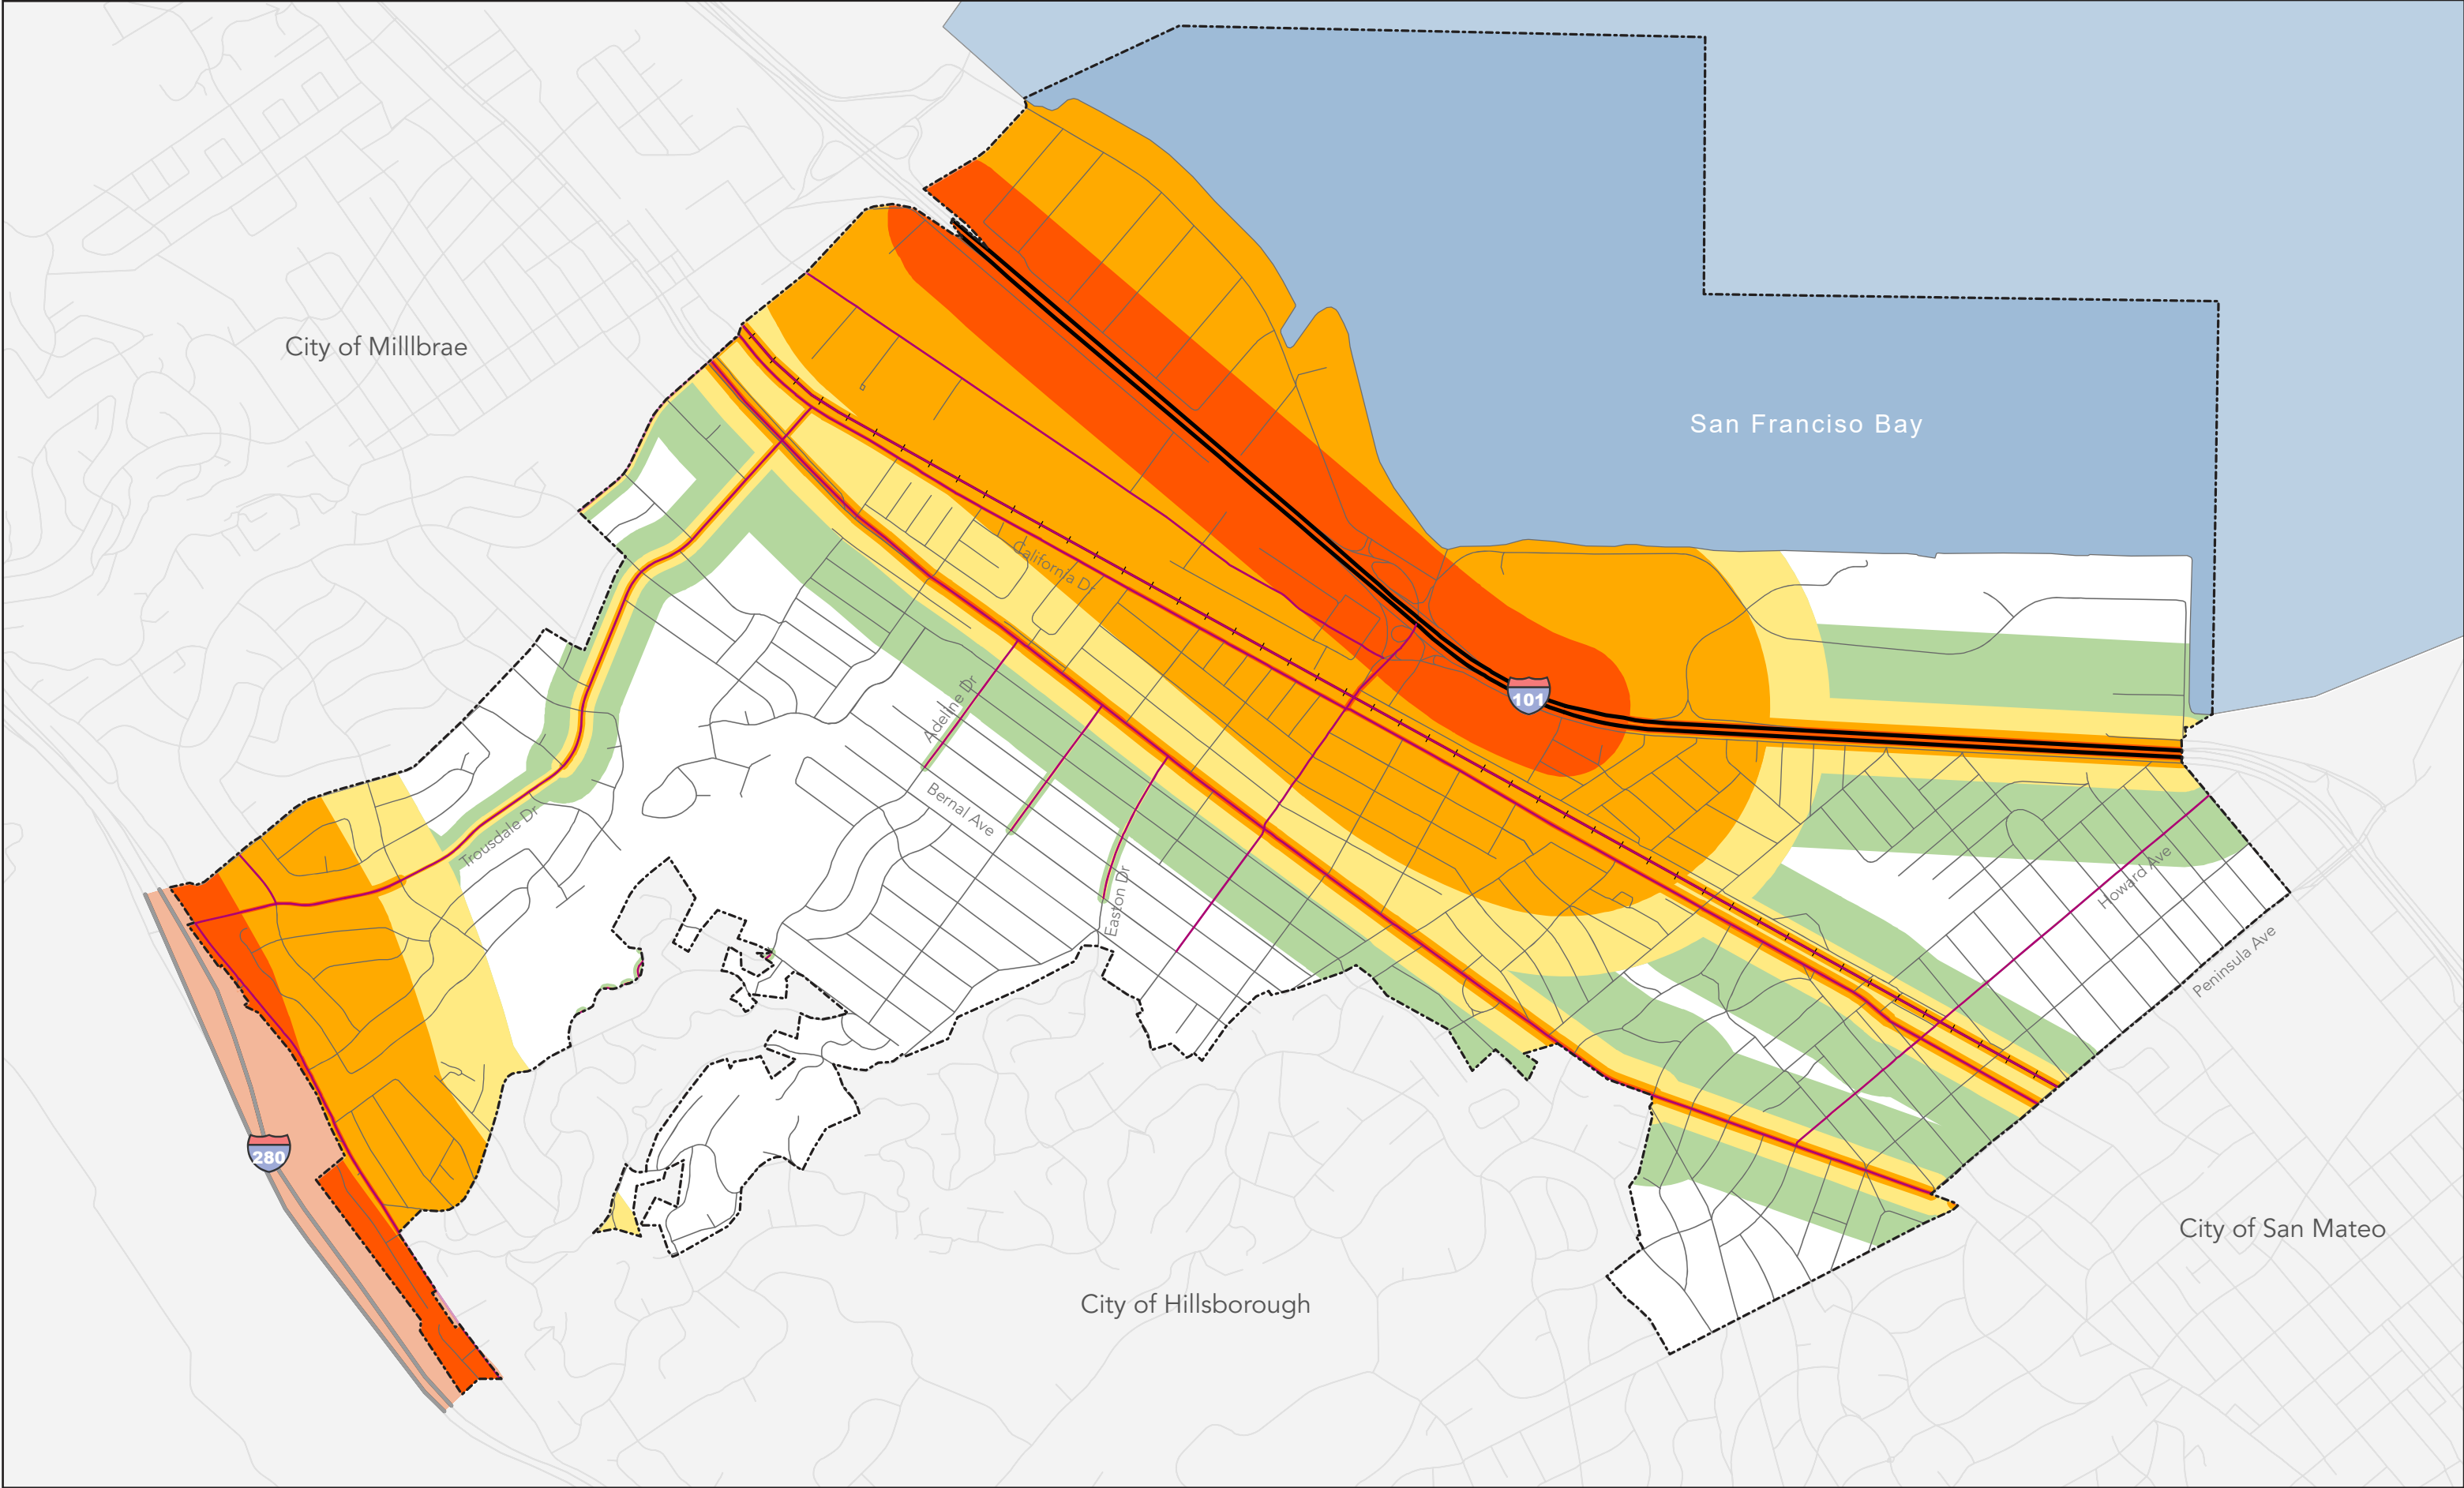 City of Milllbrae
San Franciso Bay
California Dr
101
Adeline Dr
Bernal Ave
Trousdale Dr
Easton Dr
Howard Ave
Peninsula Ave
280
City of San Mateo
City of Hillsborough